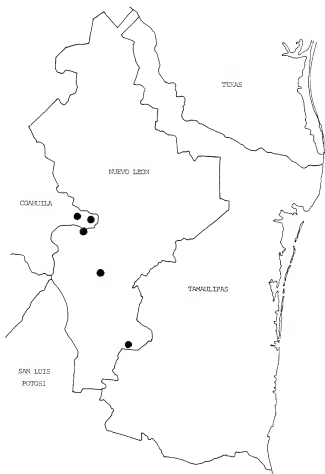 TEXAS
NUEVO LEON
COAHUILA
TAMAULIPAS
SAN LUIS
POTOSI